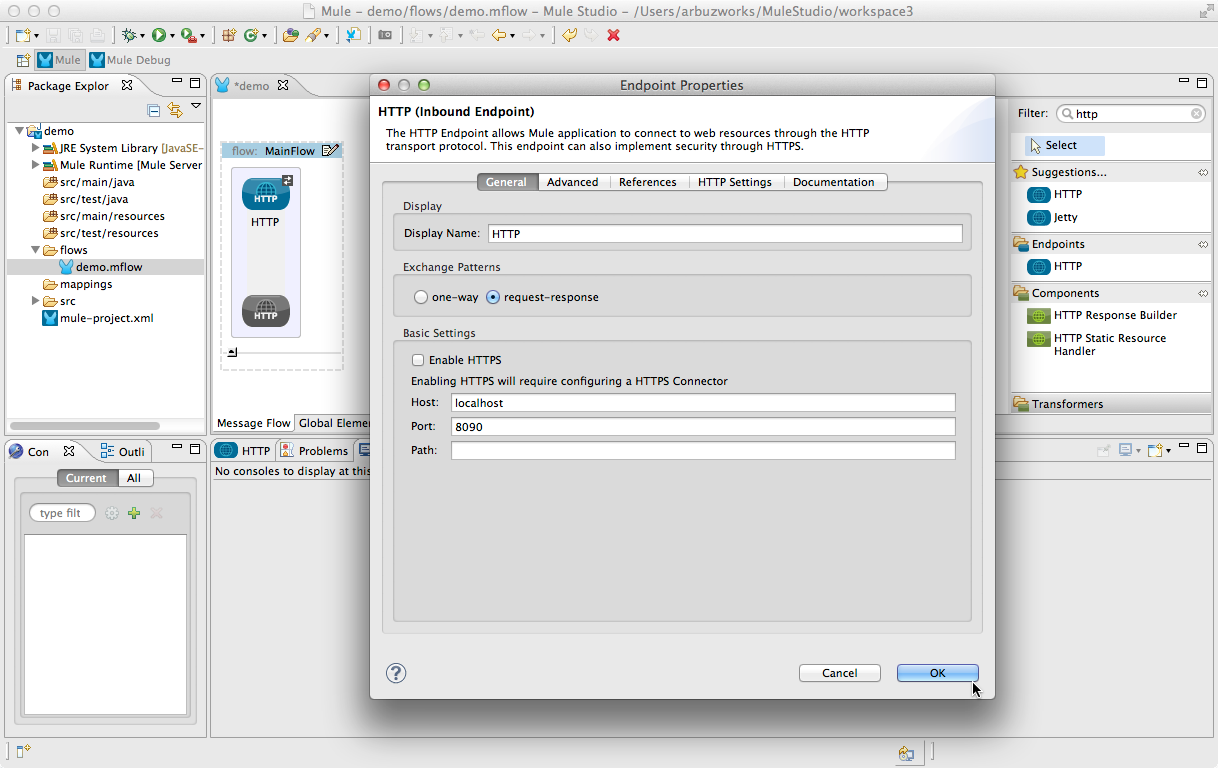 Mule – demo/flows/demo.mflow – Mule Studio – /Users/arbuzworks/MuleStudio/workspace3
Mule
Mule Debug
Package Explor
demo
JRE System Library [JavaSE-
Mule Runtime [Mule Server
src/main/java
src/test/java
src/main/resources
src/test/resources
flows
demo.mflow
mappings
src
mule-project.xml
*demo
flow: MainFlow
HTTP
HTTP
HTTP
Message Flow
Global Elemen
Endpoint Properties
HTTP (Inbound Endpoint)
The HTTP Endpoint allows Mule application to connect to web resources through the HTTP
transport protocol. This endpoint can also implement security through HTTPS.
General
Advanced
References
HTTP Settings
Documentation
Display
Display Name: HTTP
Exchange Patterns
one-way
request-response
Basic Settings
Enable HTTPS
Enabling HTTPS will require configuring a HTTPS Connector
Host: localhost
Port: 8090
Path:
?
Cancel
OK
Filter: http
Select
Suggestions...
HTTP
Jetty
Endpoints
HTTP
Components
HTTP Response Builder
HTTP Static Resource
Handler
Transformers
Con
Outli
Current
All
type filt
HTTP
Problems
No consoles to display at this